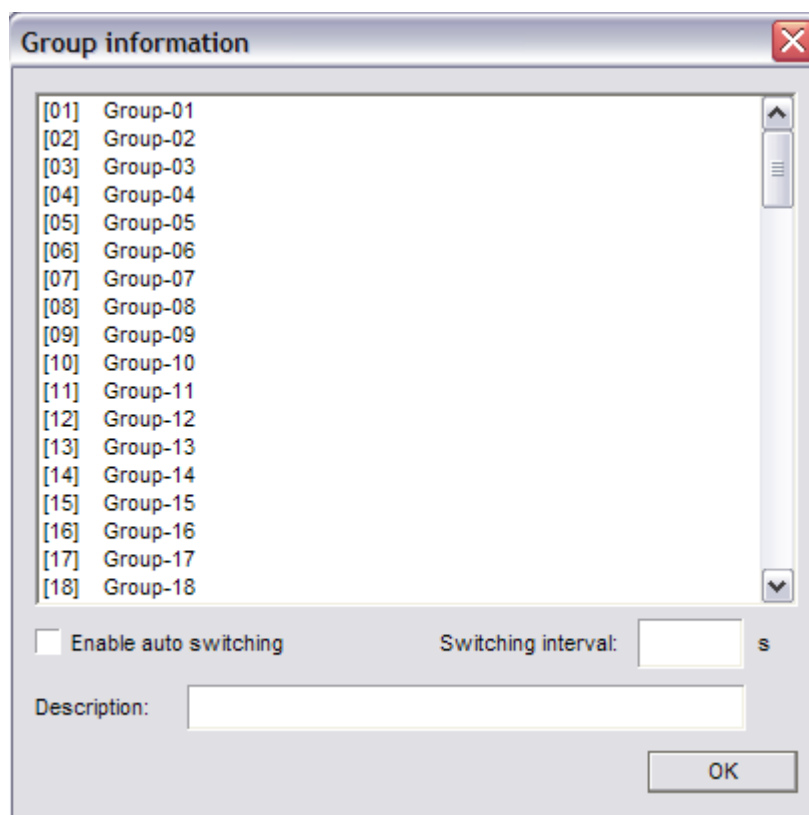 Group information
[01] Group-01
[02] Group-02
[03] Group-03
[04] Group-04
[05] Group-05
[06] Group-06
[07] Group-07
[08] Group-08
[09] Group-09
[10] Group-10
[11] Group-11
[12] Group-12
[13] Group-13
[14] Group-14
[15] Group-15
[16] Group-16
[17] Group-17
[18] Group-18
Enable auto switching Switching interval: s
Description:
OK